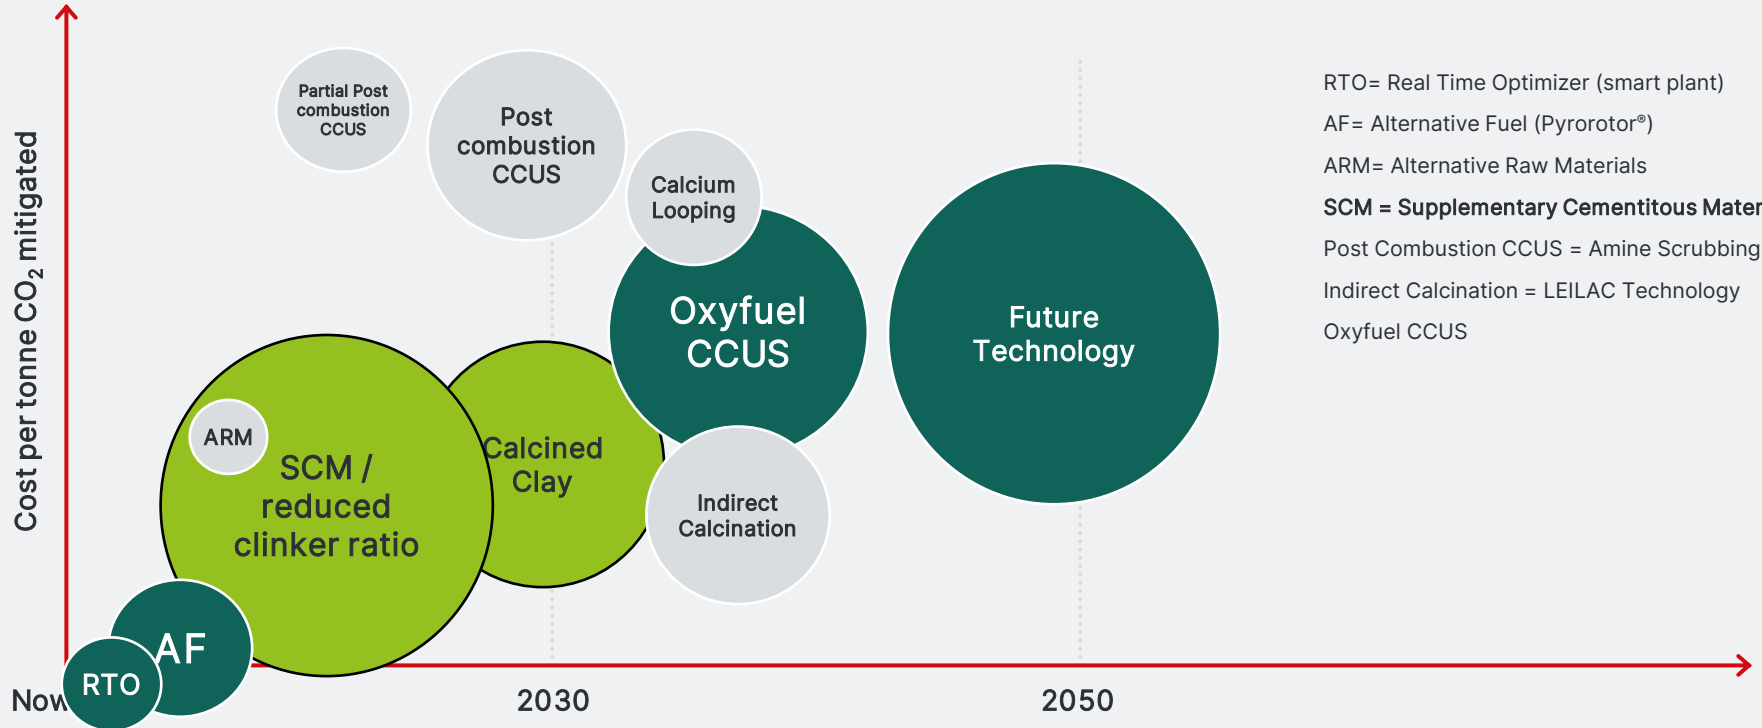 Cost per tonne CO₂ mitigated
Partial Post
combustion
CCUS
Post
combustion
CCUS
Calcium
Looping
Oxyfuel
CCUS
Future
Technology
ARM
SCM /
reduced
clinker ratio
Calcined
Clay
Indirect
Calcination
AF
RTO
Now
2030
2050
RTO= Real Time Optimizer (smart plant)
AF= Alternative Fuel (Pyrorotor®)
ARM= Alternative Raw Materials
SCM = Supplementary Cementitous Mater
Post Combustion CCUS = Amine Scrubbing
Indirect Calcination = LEILAC Technology
Oxyfuel CCUS